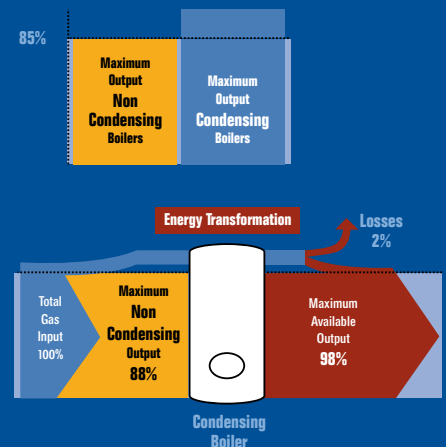 85%
Maximum
Output
Non
Condensing
Boilers
Maximum
Output
Condensing
Boilers
Energy Transformation
Losses
2%
Total
Gas
Input
100%
Maximum
Non
Condensing
Output
88%
Maximum
Available
Output
98%
Condensing
Boiler